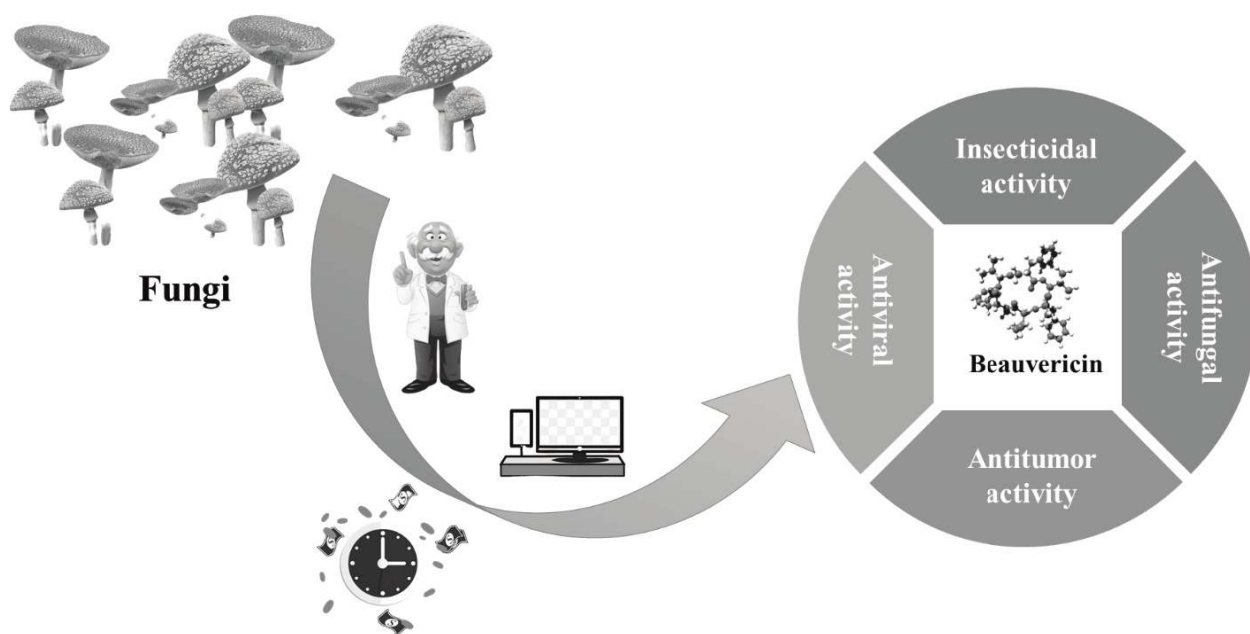 Fungi
Insecticidal
activity
Antiviral
activity
Beauvericin
Antifungal
activity
Antitumor
activity